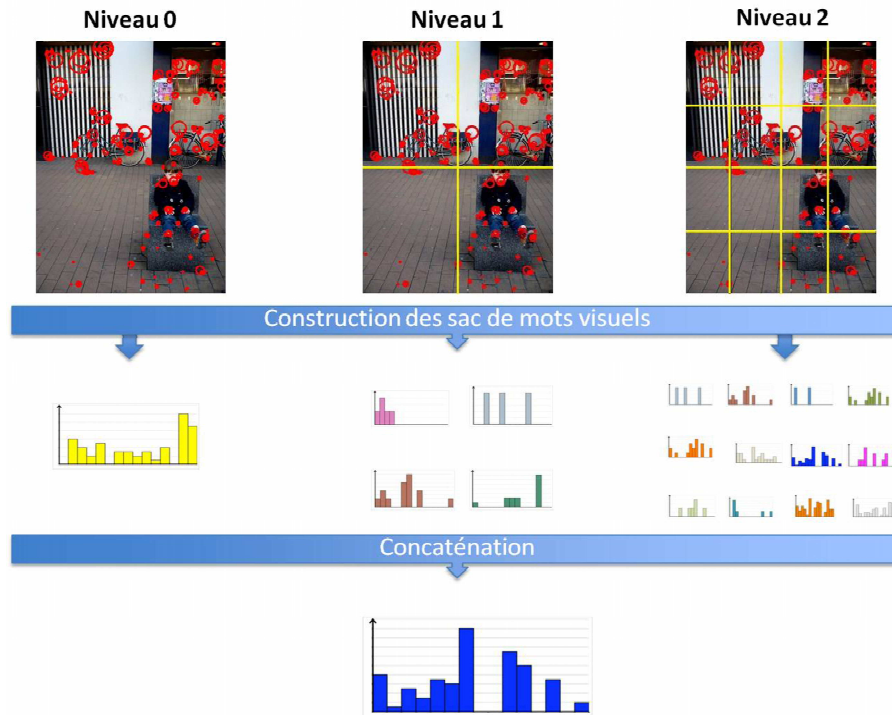 Niveau 0
Niveau 1
Niveau 2
Construction des sac de mots visuels
Concaténation